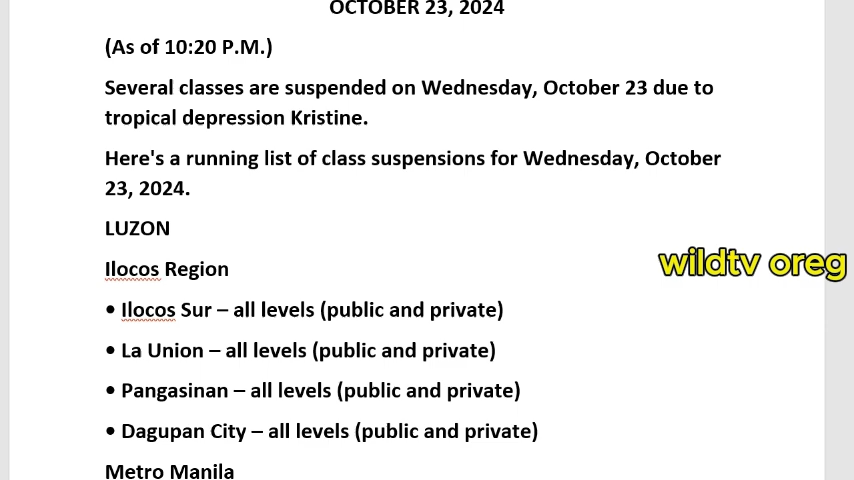 OCTOBER 23, 2024
(As of 10:20 P.M.)
Several classes are suspended on Wednesday, October 23 due to
tropical depression Kristine.
Here's a running list of class suspensions for Wednesday, October
23, 2024.
LUZON
Ilocos Region
wildtv oreg
• Ilocos Sur – all levels (public and private)
• La Union – all levels (public and private)
• Pangasinan – all levels (public and private)
• Dagupan City – all levels (public and private)
Metro Manila